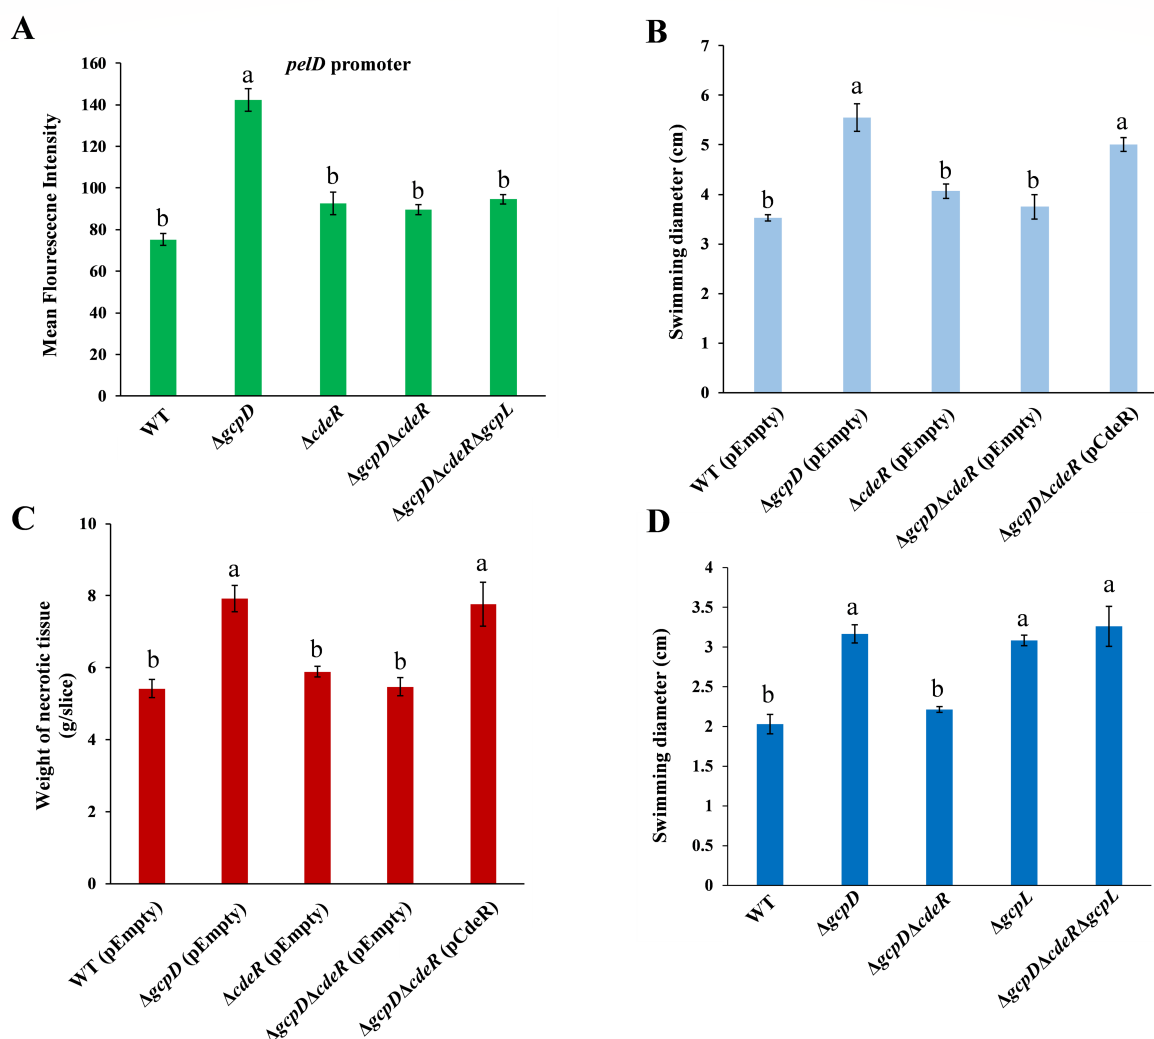 A
pelD promoter
Mean Flourescecne Intensity
160
140
120
100
80
60
40
20
0
b
a
b
b
b
WT
ΔgcpD
ΔcdeR
ΔgcpDΔcdeR
ΔgcpDΔcdeRΔgcpL
B
Swimming diameter (cm)
7
6
5
4
3
2
1
0
b
a
b
b
a
WT (pEmpty)
ΔgcpD (pEmpty)
ΔcdeR (pEmpty)
ΔgcpDΔcdeR (pEmpty)
ΔgcpDΔcdeR (pCdeR)
C
Weight of necrotic tissue
(g/slice)
10
8
6
4
2
0
b
a
b
b
a
WT (pEmpty)
ΔgcpD (pEmpty)
ΔcdeR (pEmpty)
ΔgcpDΔcdeR (pEmpty)
ΔgcpDΔcdeR (pCdeR)
D
Swimming diameter (cm)
4
3.5
3
2.5
2
1.5
1
0.5
0
b
a
b
a
a
WT
ΔgcpD
ΔgcpDΔcdeR
ΔgcpL
ΔgcpDΔcdeRΔgcpL